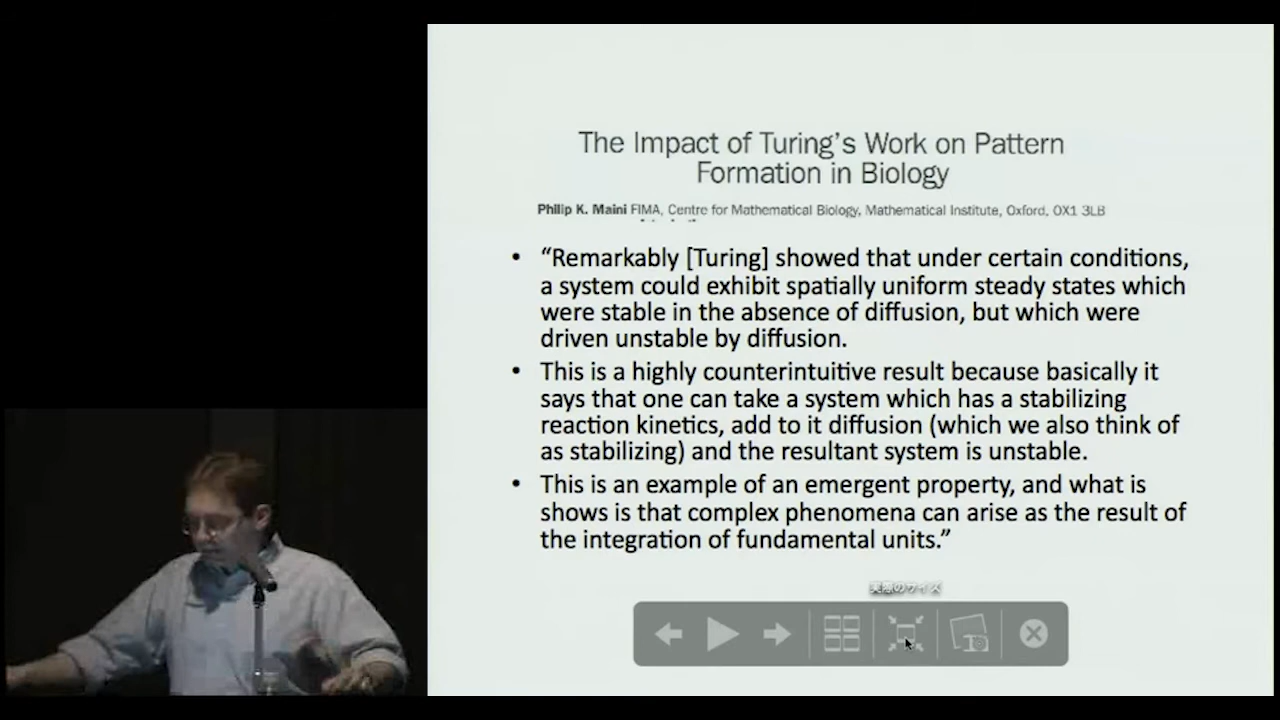 The Impact of Turing's Work on Pattern
Formation in Biology
Philip K. Maini FIMA, Centre for Mathematical Biology, Mathematical Institute, Oxford, OX1 3LB
• “Remarkably [Turing] showed that under certain conditions,
a system could exhibit spatially uniform steady states which
were stable in the absence of diffusion, but which were
driven unstable by diffusion.
• This is a highly counterintuitive result because basically it
says that one can take a system which has a stabilizing
reaction kinetics, add to it diffusion (which we also think of
as stabilizing) and the resultant system is unstable.
• This is an example of an emergent property, and what is
shows is that complex phenomena can arise as the result of
the integration of fundamental units.”
実際のサイズ